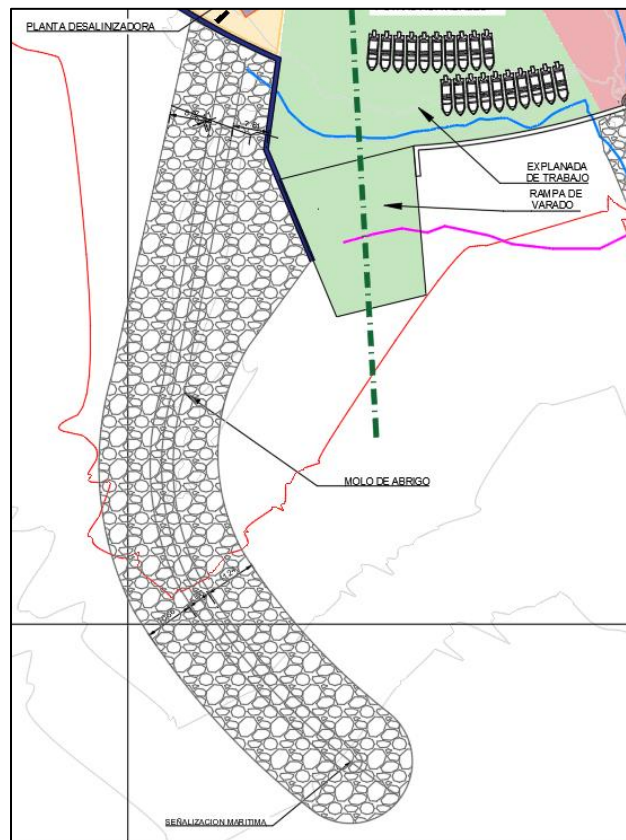 PLANTA DESALINIZADORA
EXPLANADA
DE TRABAJO
RAMPA DE
VARADO
MOLO DE ABRIGO
SEÑALIZACION MARITIMA